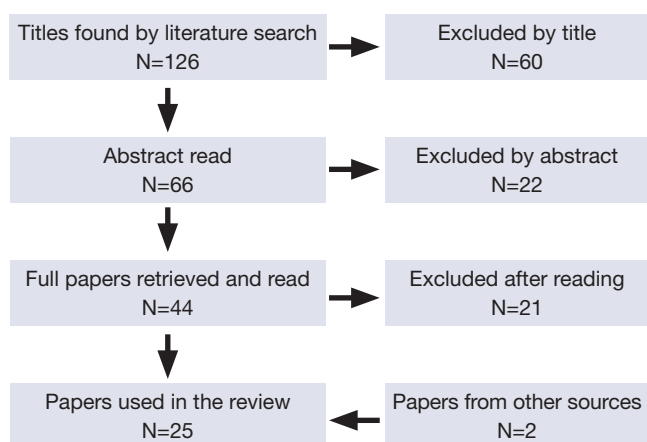 Titles found by literature search
N=126
Excluded by title
N=60
Abstract read
N=66
Excluded by abstract
N=22
Full papers retrieved and read
N=44
Excluded after reading
N=21
Papers used in the review
N=25
Papers from other sources
N=2